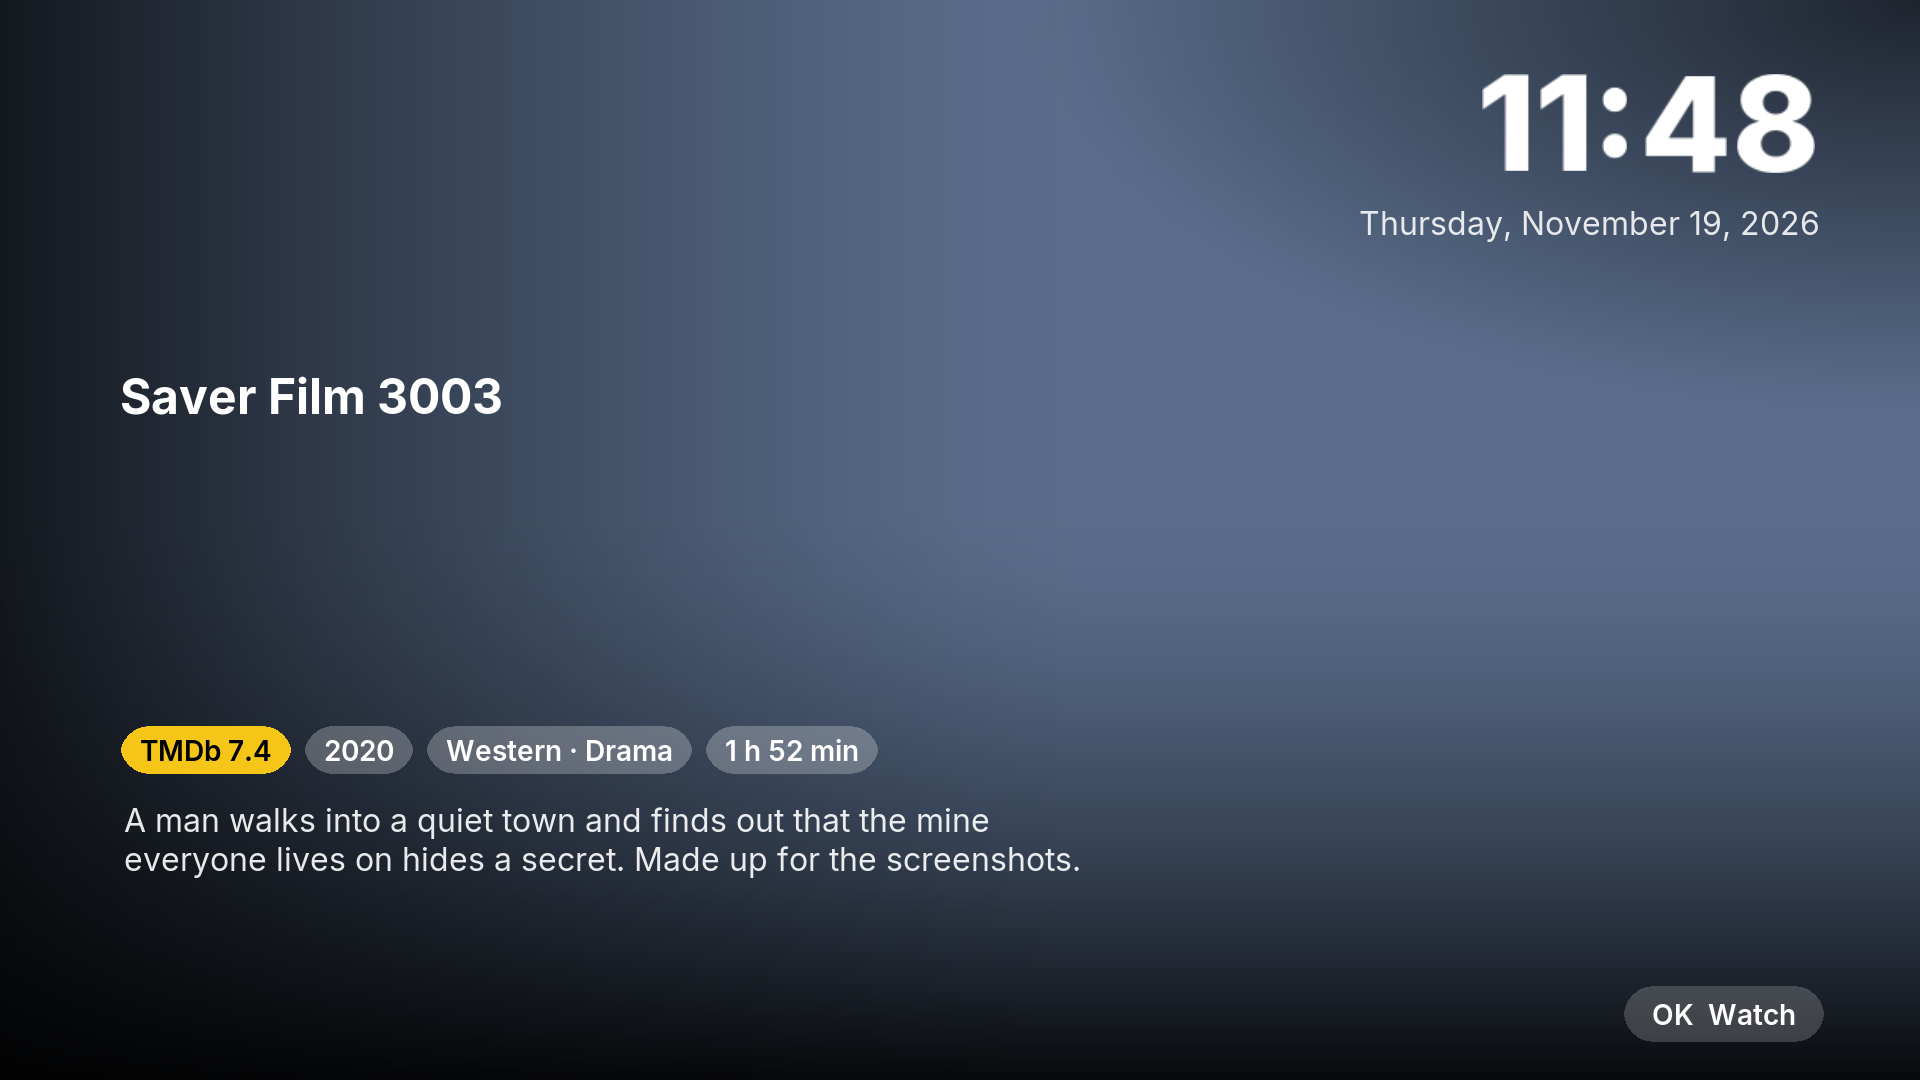 11:48
Thursday, November 19, 2026
Saver Film 3003
TMDb 7.4 2020 Western · Drama 1 h 52 min
A man walks into a quiet town and finds out that the mine
everyone lives on hides a secret. Made up for the screenshots.
OK Watch